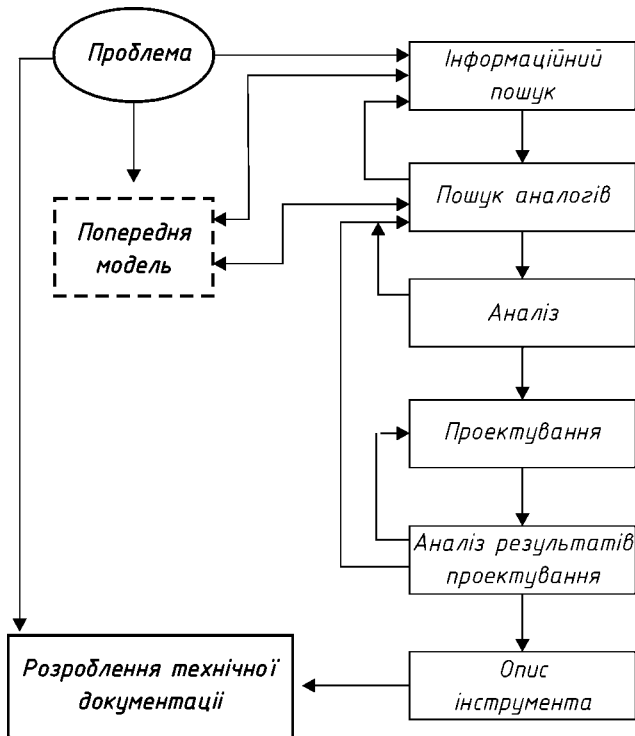 Проблема
Інформаційний
пошук
Пошук аналогів
Попередня
модель
Аналіз
Проектування
Аналіз результатів
проектування
Розроблення технічної
документації
Опис
інструмента